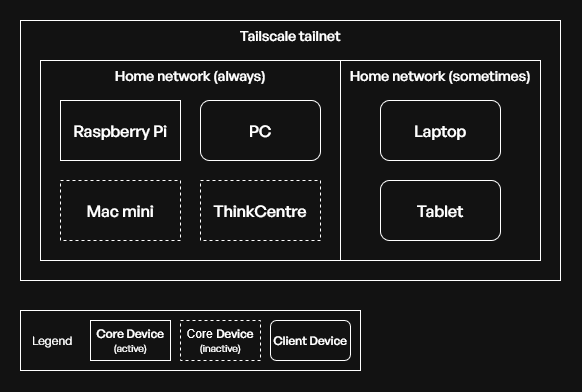 Tailscale tailnet
Home network (always)
Home network (sometimes)
Raspberry Pi
PC
Laptop
Mac mini
ThinkCentre
Tablet
Legend
Core Device
(active)
Core Device
(inactive)
Client Device